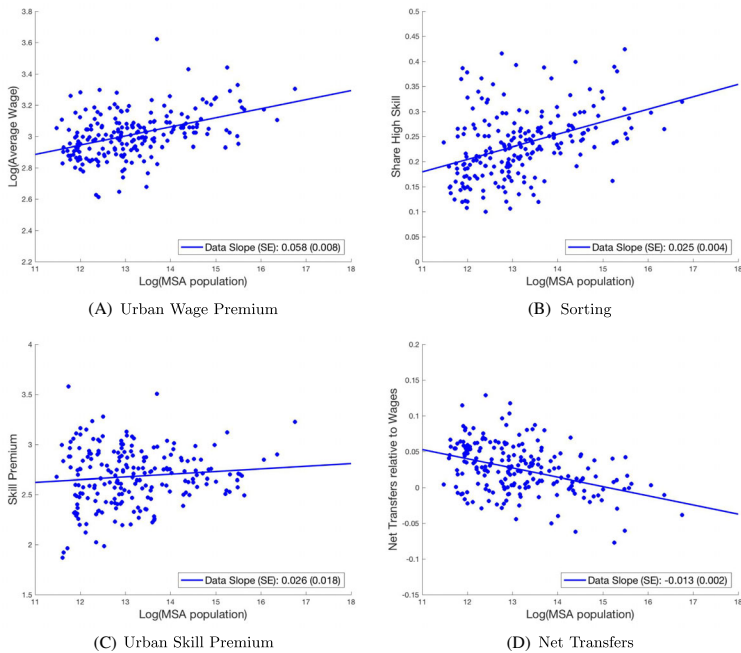 3.8
3.6
3.4
3.2
3
2.8
2.6
2.4
2.2
Log(Average Wage)
Data Slope (SE): 0.058 (0.008)
11 12 13 14 15 16 17 18
Log(MSA population)
(A) Urban Wage Premium
0.5
0.45
0.4
0.35
0.3
0.25
0.2
0.15
0.1
0.05
0
Share High Skill
Data Slope (SE): 0.025 (0.004)
11 12 13 14 15 16 17 18
Log(MSA population)
(B) Sorting
4
3.5
3
2.5
2
1.5
Skill Premium
Data Slope (SE): 0.026 (0.018)
11 12 13 14 15 16 17 18
Log(MSA population)
(C) Urban Skill Premium
0.2
0.15
0.1
0.05
0
-0.05
-0.1
-0.15
Net Transfers relative to Wages
Data Slope (SE): -0.013 (0.002)
11 12 13 14 15 16 17 18
Log(MSA population)
(D) Net Transfers